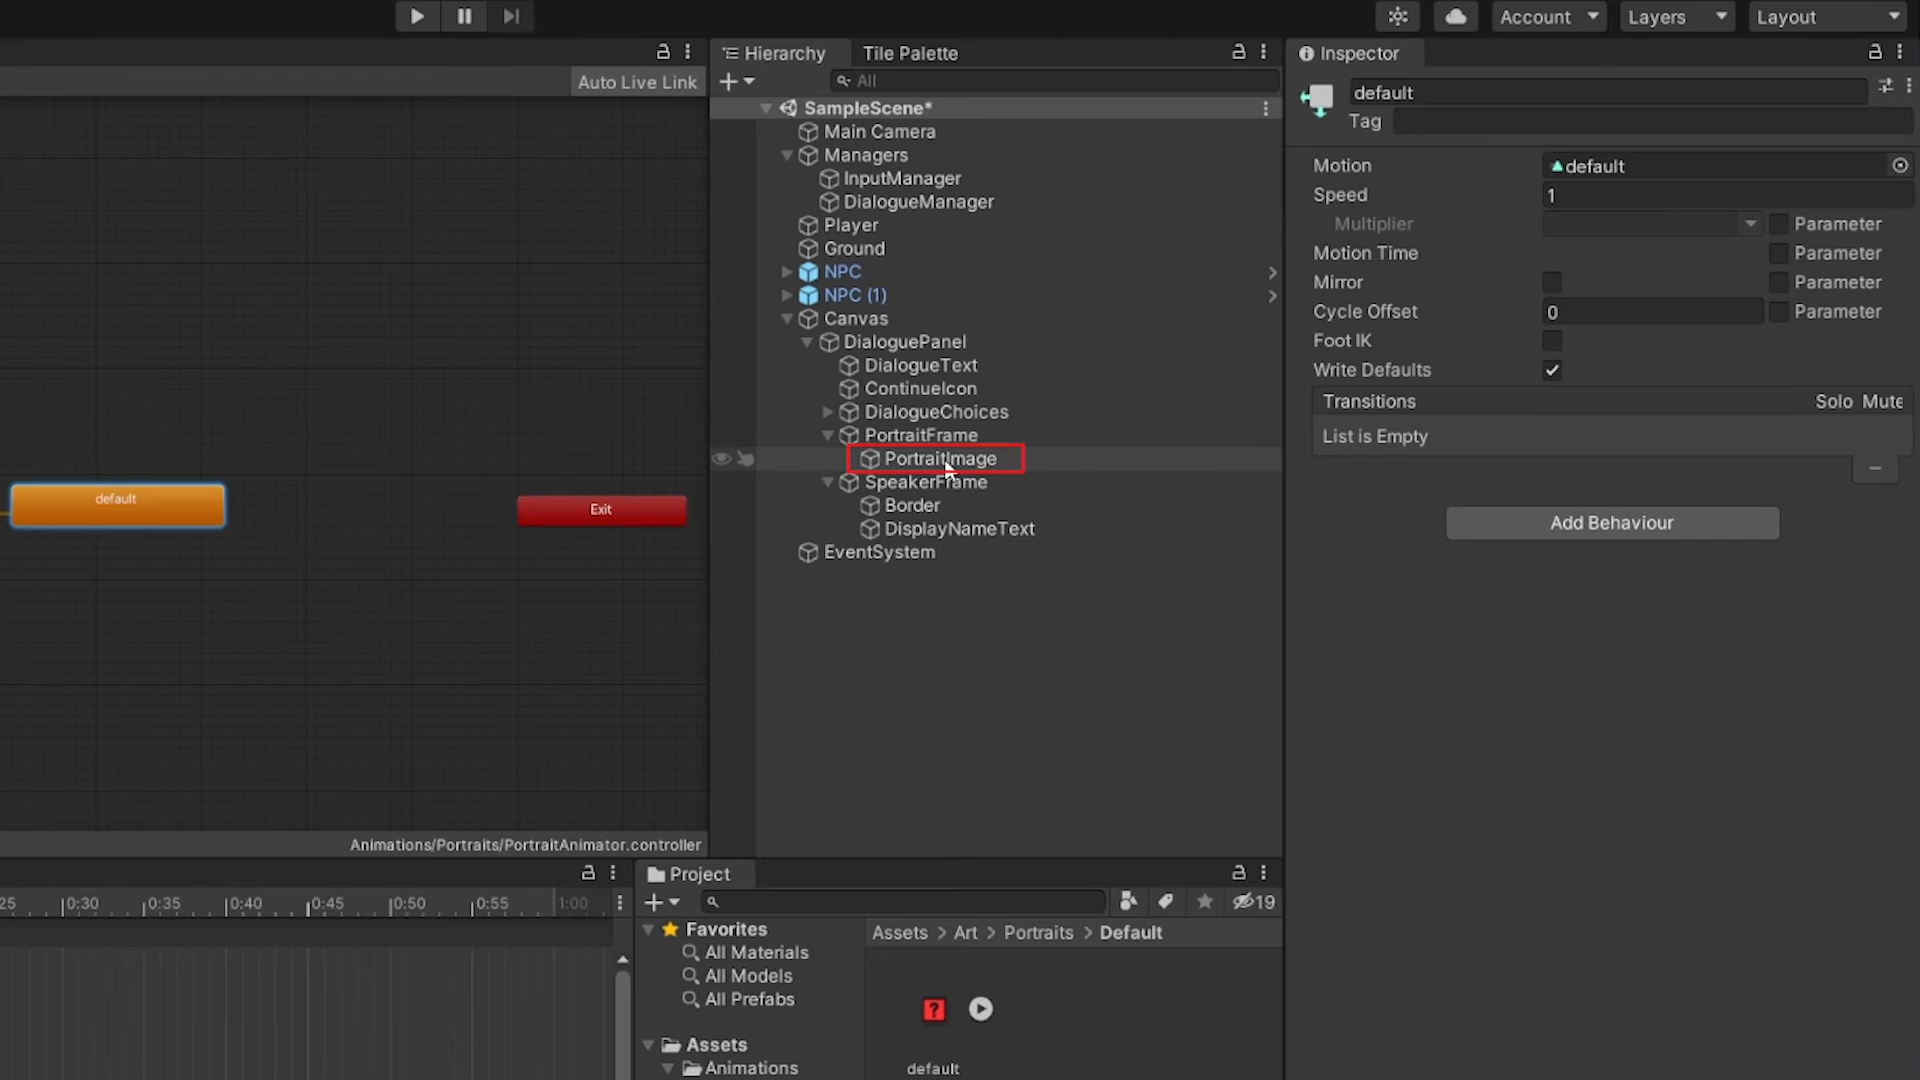 Account
Layers
Layout
Auto Live Link
default
Exit
Animations/Portraits/PortraitAnimator.controller
Hierarchy
Tile Palette
All
SampleScene*
Main Camera
Managers
InputManager
DialogueManager
Player
Ground
NPC
NPC (1)
Canvas
DialoguePanel
DialogueText
ContinueIcon
DialogueChoices
PortraitFrame
PortraitImage
SpeakerFrame
Border
DisplayNameText
EventSystem
Inspector
default
Tag
Motion default
Speed 1
Multiplier Parameter
Motion Time Parameter
Mirror Parameter
Cycle Offset 0 Parameter
Foot IK
Write Defaults
Transitions Solo Mute
List is Empty
Add Behaviour
25 0:30 0:35 0:40 0:45 0:50 0:55 1:00
Project
19
Favorites
All Materials
All Models
All Prefabs
Assets
Animations
Assets > Art > Portraits > Default
?
default